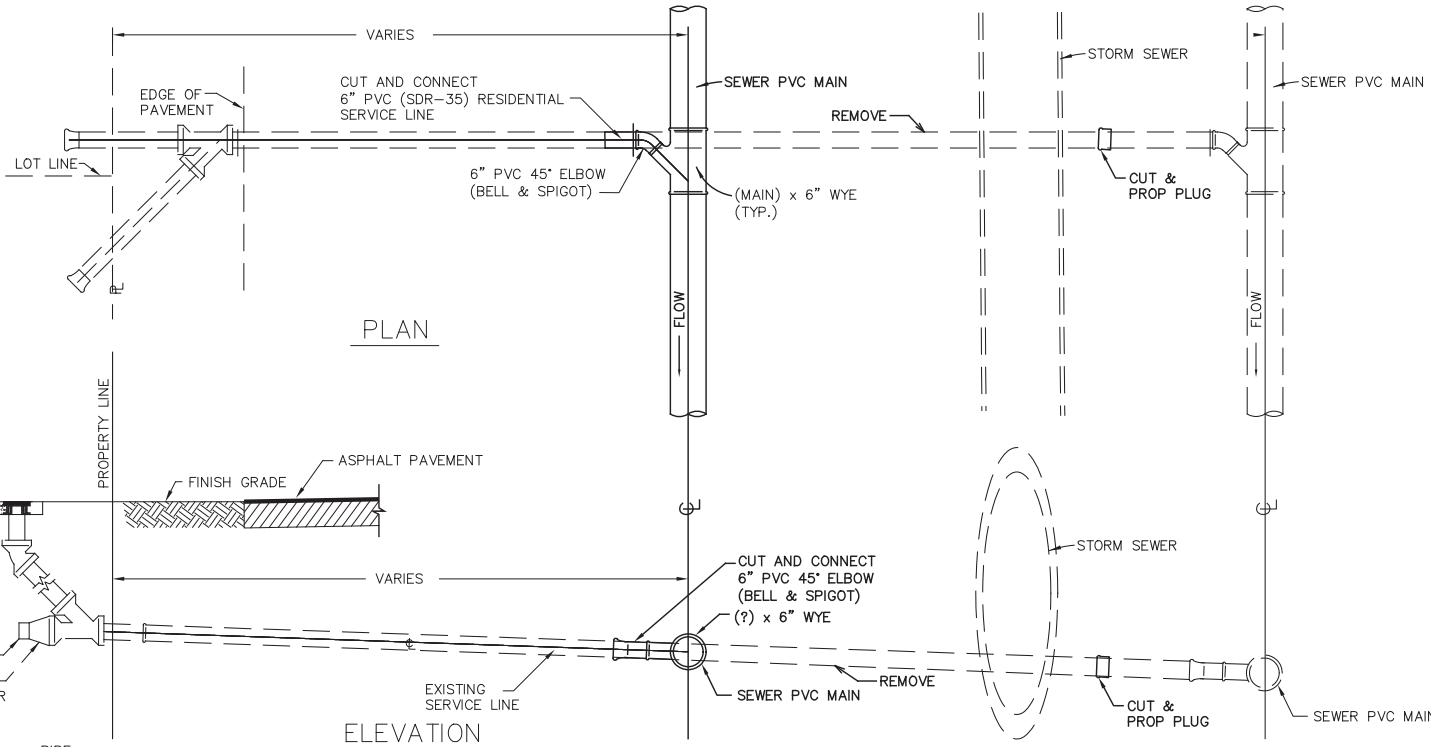 VARIES
EDGE OF
PAVEMENT
CUT AND CONNECT
6" PVC (SDR-35) RESIDENTIAL
SERVICE LINE
SEWER PVC MAIN
STORM SEWER
SEWER PVC MAIN
REMOVE
LOT LINE
6" PVC 45° ELBOW
(BELL & SPIGOT)
(MAIN) x 6" WYE
(TYP.)
CUT &
PROP PLUG
PL
FLOW
FLOW
PLAN
PROPERTY LINE
FINISH GRADE
ASPHALT PAVEMENT
CL
CL
STORM SEWER
VARIES
CUT AND CONNECT
6" PVC 45° ELBOW
(BELL & SPIGOT)
(?) x 6" WYE
EXISTING
SERVICE LINE
SEWER PVC MAIN
REMOVE
CUT &
PROP PLUG
SEWER PVC MAIN
ELEVATION